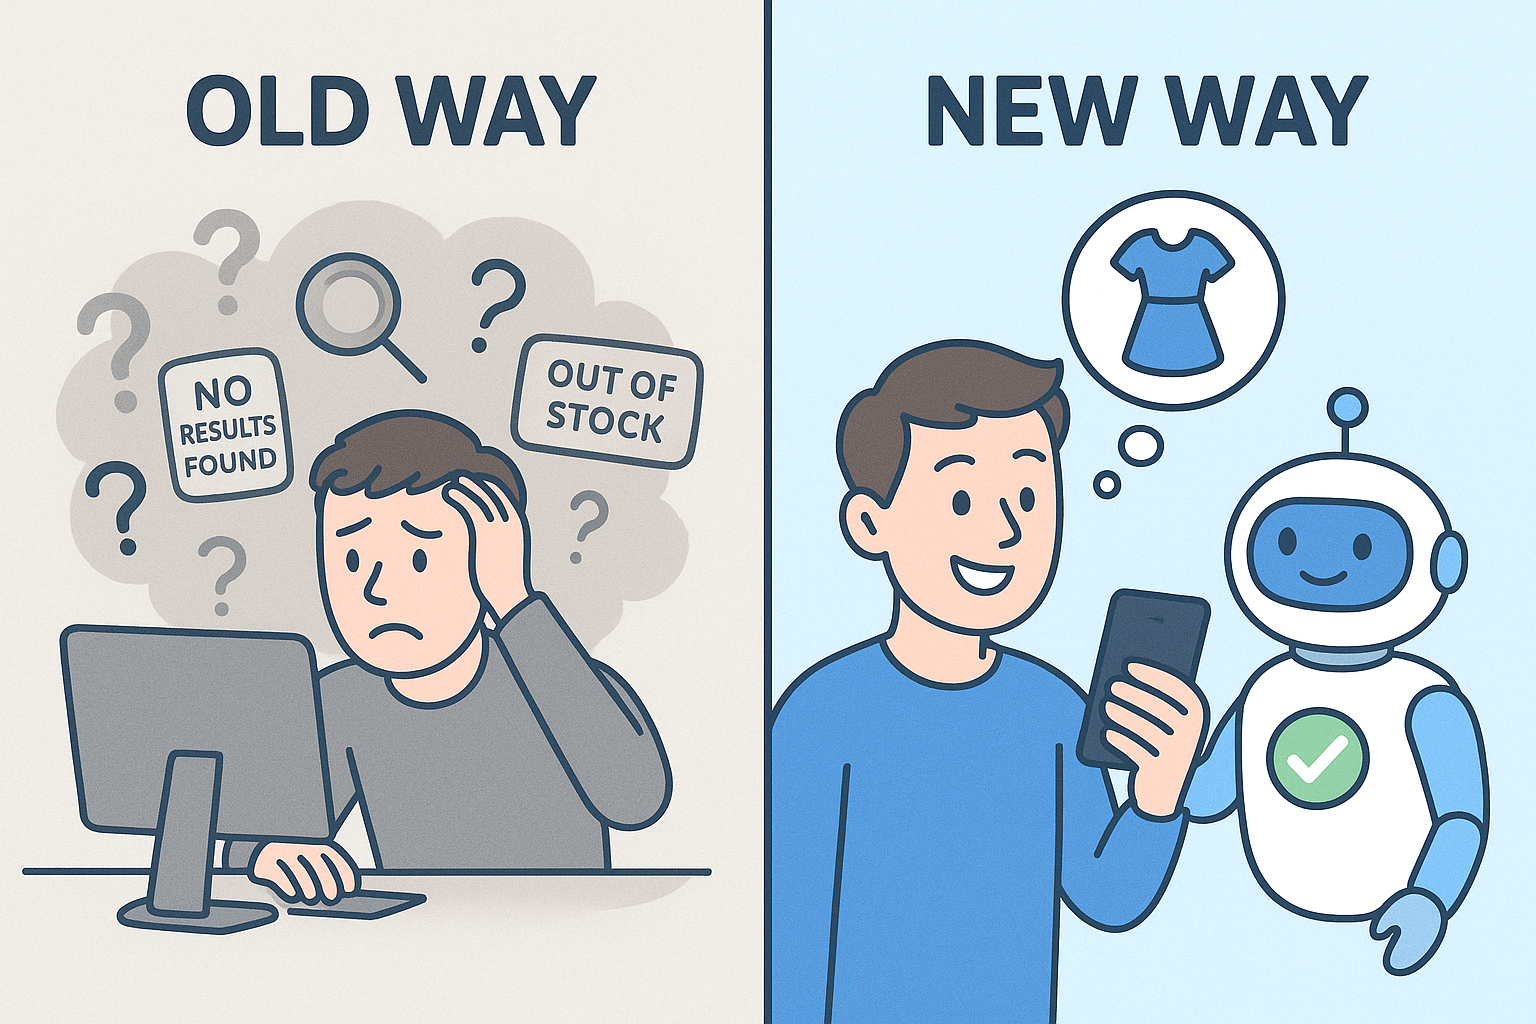 OLD WAY
NO
RESULTS
FOUND
OUT OF
STOCK
NEW WAY